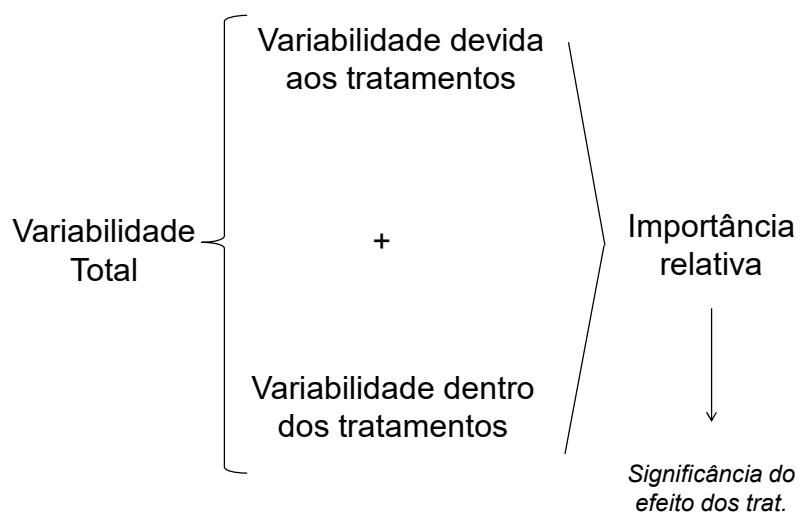 Variabilidade devida
aos tratamentos
Variabilidade
Total
+
Importância
relativa
Variabilidade dentro
dos tratamentos
Significância do
efeito dos trat.